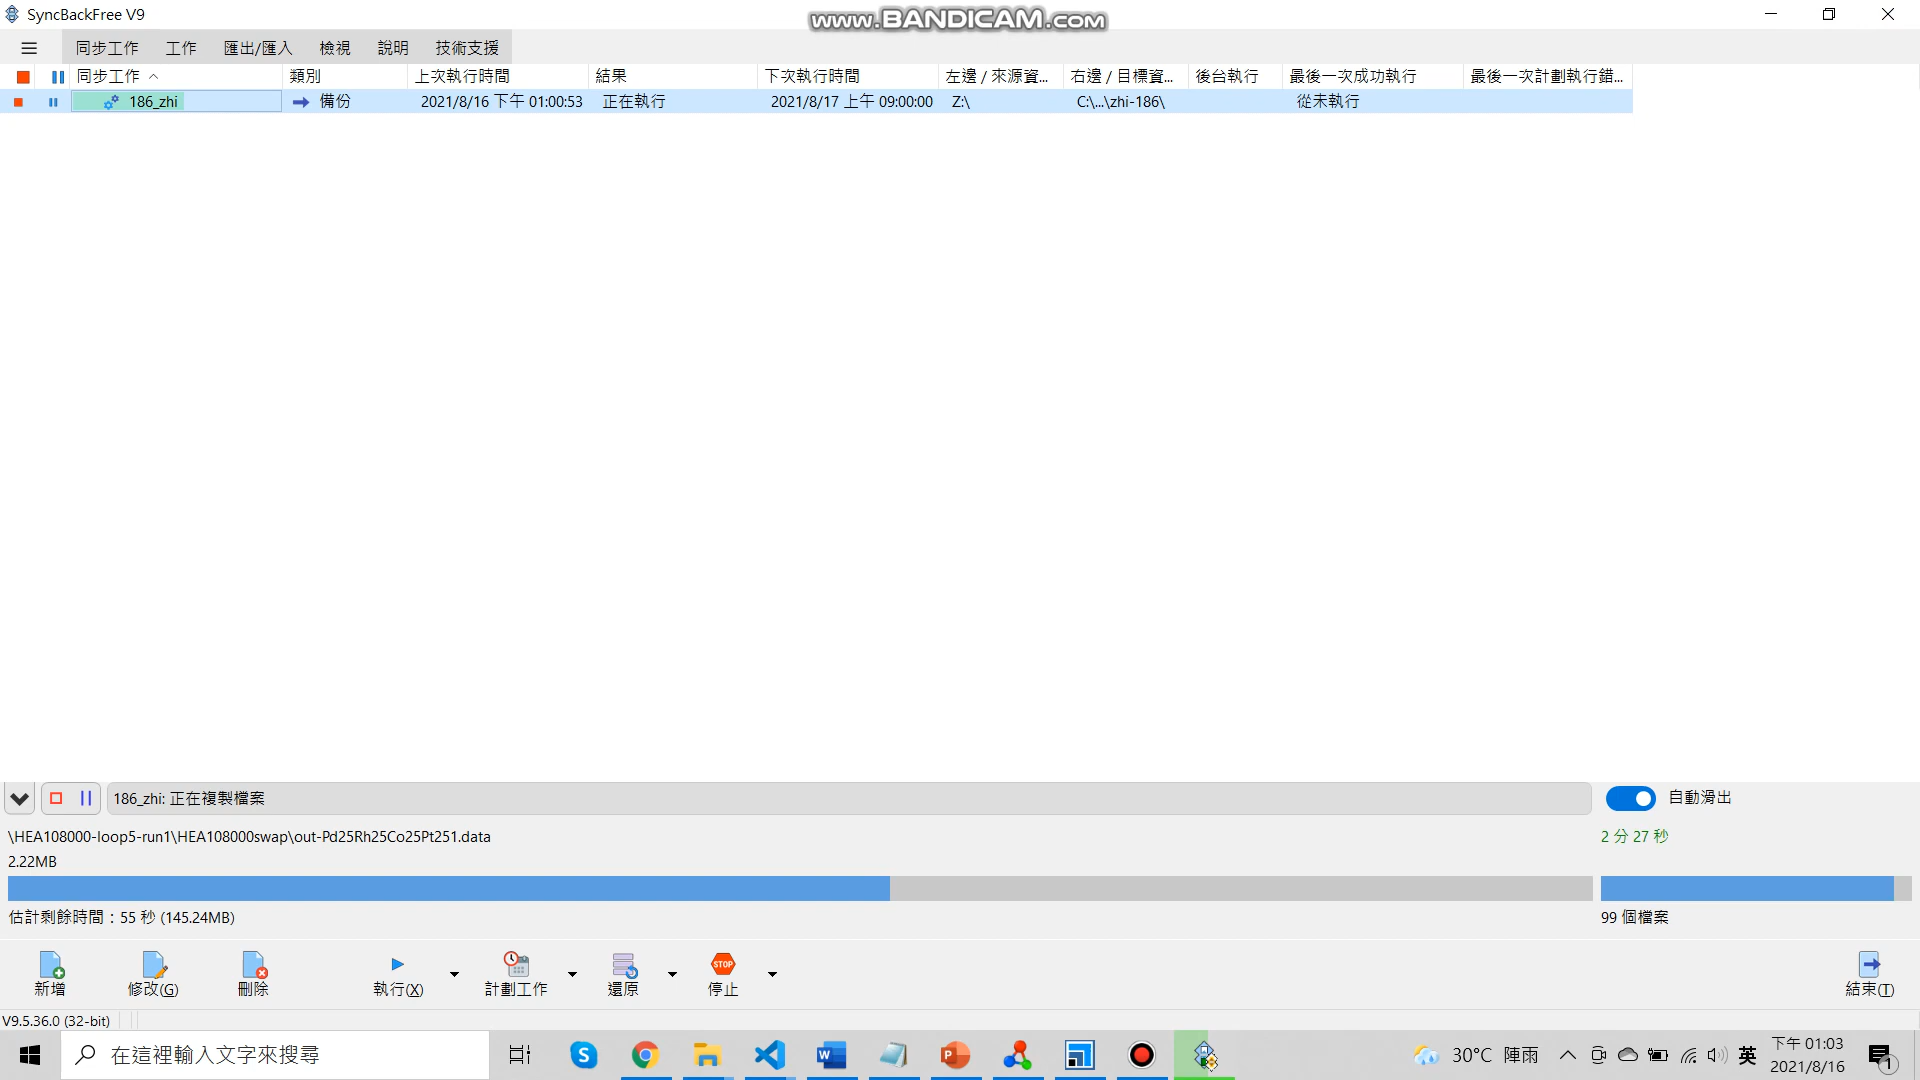 SyncBackFree V9
www.BANDICAM.com
同步工作 工作 匯出/匯入 檢視 說明 技術支援
同步工作 類別 上次執行時間 結果 下次執行時間 左邊 / 來源資... 右邊 / 目標資... 後台執行 最後一次成功執行 最後一次計劃執行錯...
186_zhi 備份 2021/8/16 下午 01:00:53 正在執行 2021/8/17 上午 09:00:00 Z:\ C:\...\zhi-186\ 從未執行
186_zhi: 正在複製檔案 自動滑出
\HEA108000-loop5-run1\HEA108000swap\out-Pd25Rh25Co25Pt251.data 2 分 27 秒
2.22MB
估計剩餘時間：55 秒 (145.24MB) 99 個檔案
STOP
新增 修改(G) 刪除 執行(X) 計劃工作 還原 停止 結束(T)
V9.5.36.0 (32-bit)
在這裡輸入文字來搜尋 30°C 陣雨 英 下午 01:03
2021/8/16 1